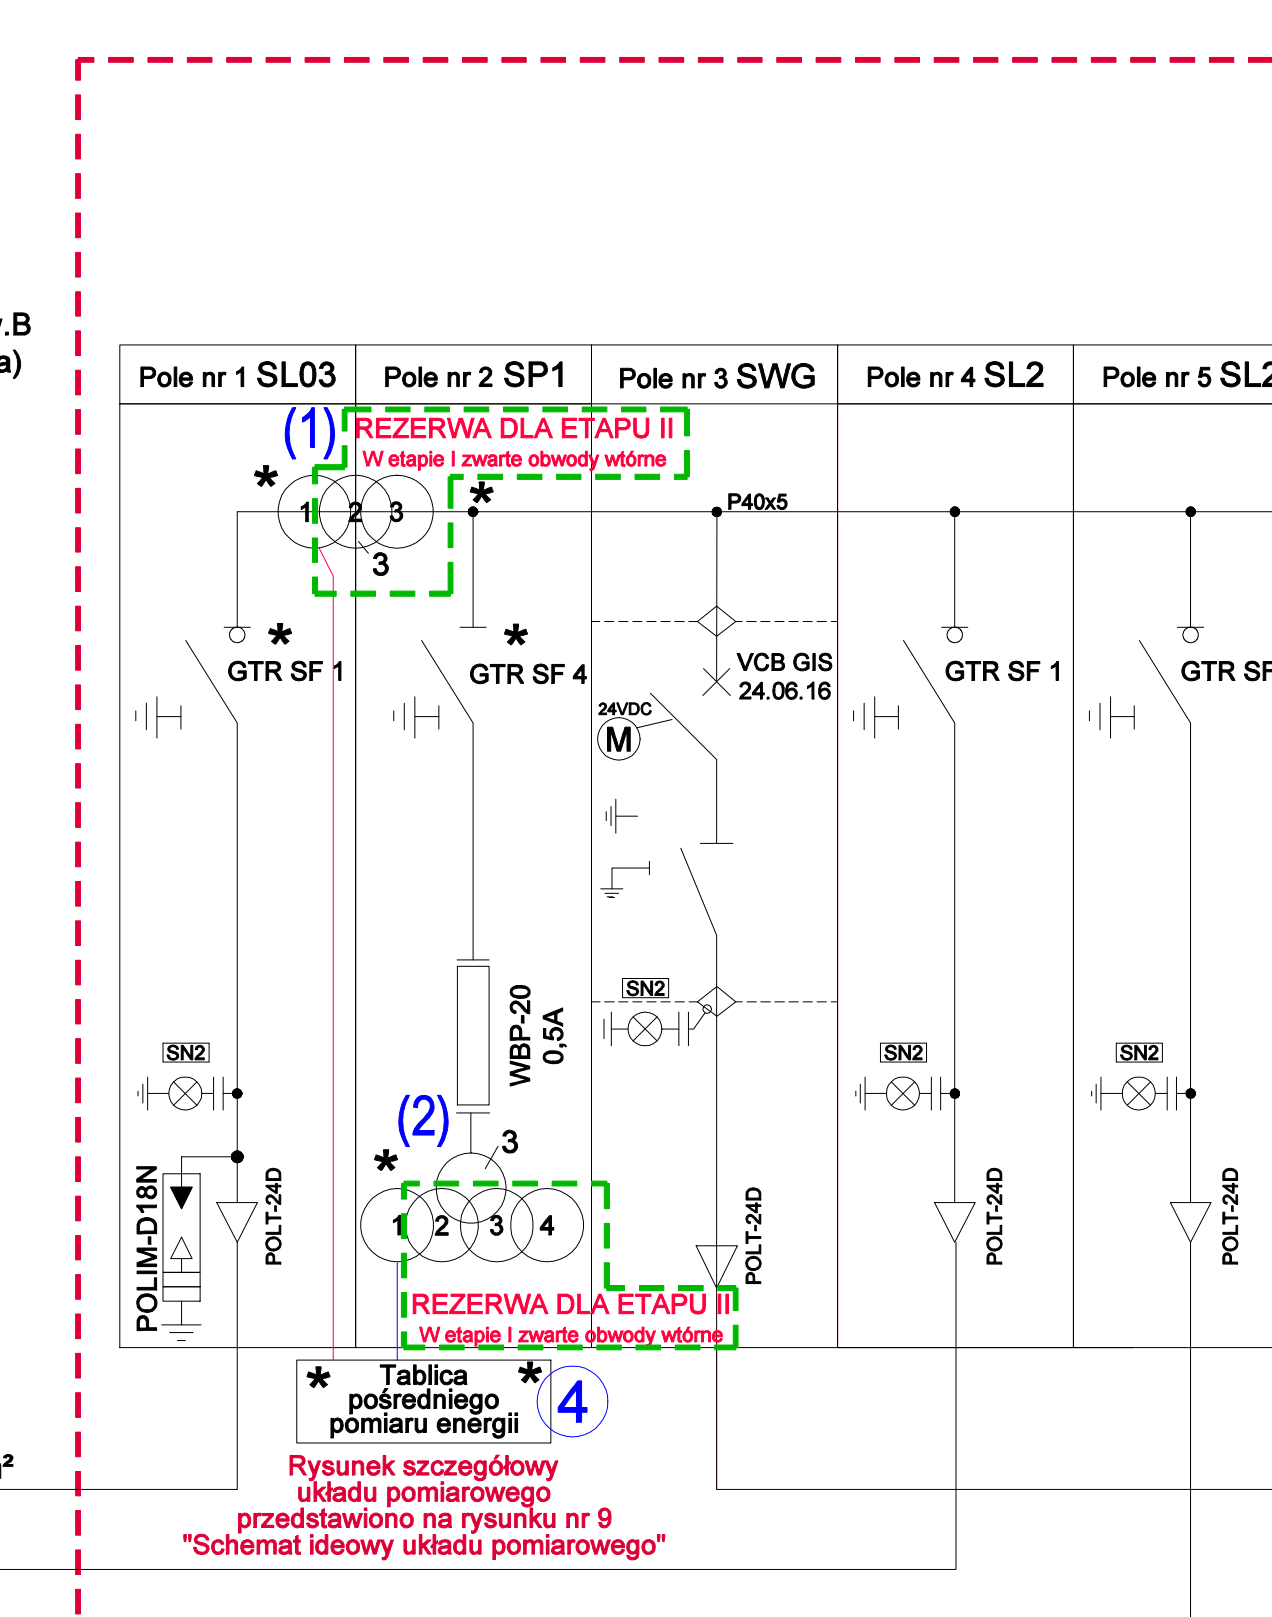 .B
a)
Pole nr 1 SL03
Pole nr 2 SP1
Pole nr 3 SWG
Pole nr 4 SL2
Pole nr 5 SL2
(1)
REZERWA DLA ETAPU II
W etapie I zwarte obwody wtórne
*
*
1
2
3
3
P40x5
*
GTR SF 1
*
GTR SF 4
VCB GIS
24.06.16
24VDC
M
GTR SF 1
GTR SF
SN2
WBP-20
0,5A
SN2
SN2
SN2
(2)
3
*
1
2
3
4
POLIM-D18N
POLT-24D
POLT-24D
POLT-24D
POLT-24D
REZERWA DLA ETAPU II
W etapie I zwarte obwody wtórne
* Tablica *
pośredniego
pomiaru energii
4
²
Rysunek szczegółowy
układu pomiarowego
przedstawiono na rysunku nr 9
"Schemat ideowy układu pomiarowego"